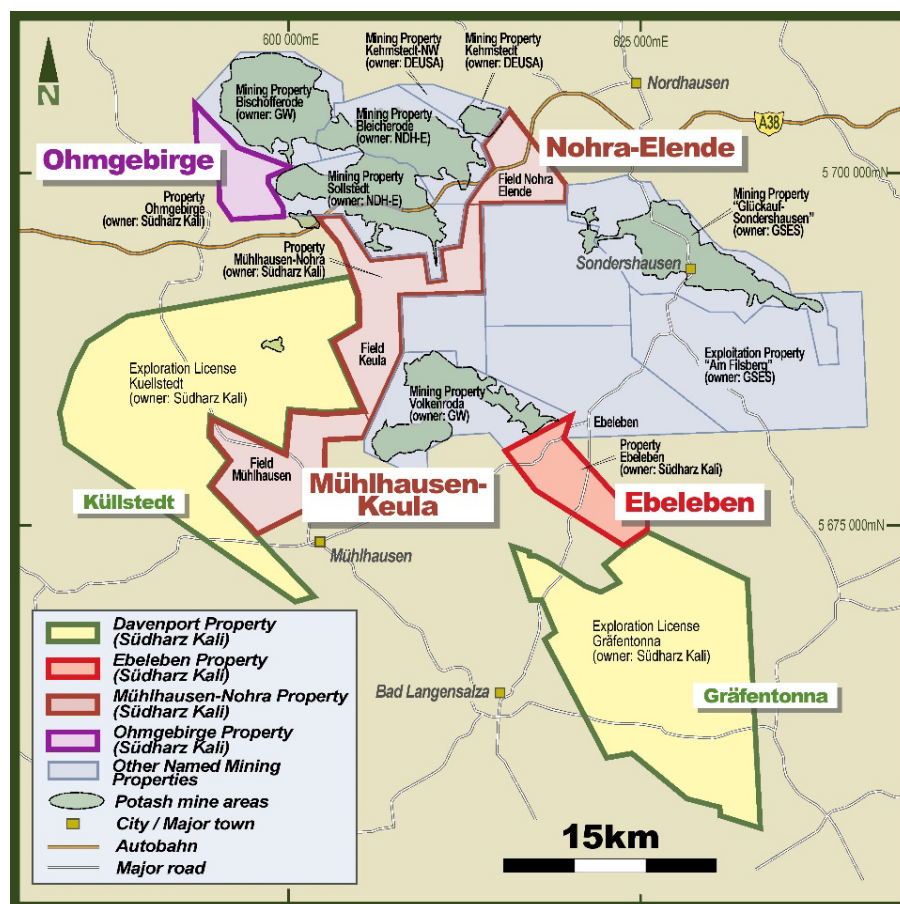 600 000mE
Mining Property
Kehmstedt-NW
(owner: DEUSA)
Mining Property
Kehmstedt
(owner: DEUSA)
625 000mE
N
Nordhausen
Mining Property
Bischofferode
(owner: GW)
Mining Property
Bleicherode
(owner: NDH-E)
A38
Ohmgebirge
Nohra-Elende
5 700 000mN
Property
Ohmgebirge
(owner: Südharz Kali)
Mining Property
Sollstedt
(owner: NDH-E)
Field Nohra
Elende
Mining Property
"Glückauf-
Sondershausen"
(owner: GSES)
Property
Mühlhausen-Nohra
(owner: Südharz Kali)
Sondershausen
Exploration License
Kuellstedt
(owner: Südharz Kali)
Field
Keula
Exploitation Property
"Am Filsberg"
(owner: GSES)
Mining Property
Volkenroda
(owner: GW)
Ebeleben
Property
Ebeleben
(owner: Südharz Kali)
Field
Mühlhausen
Mühlhausen-
Keula
Küllstedt
Ebeleben
5 675 000mN
Mühlhausen
Exploration License
Gräfentonna
(owner: Südharz Kali)
Bad Langensalza
Gräfentonna
Davenport Property
(Südharz Kali)
Ebeleben Property
(Südharz Kali)
Mühlhausen-Nohra Property
(Südharz Kali)
Ohmgebirge Property
(Südharz Kali)
Other Named Mining
Properties
Potash mine areas
City / Major town
Autobahn
Major road
15km